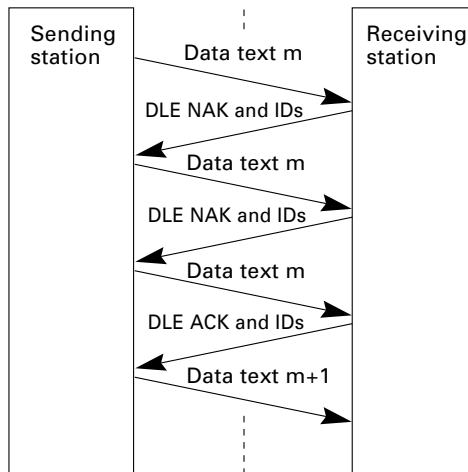 Sending
station
Receiving
station
Data text m
DLE NAK and IDs
Data text m
DLE NAK and IDs
Data text m
DLE ACK and IDs
Data text m+1